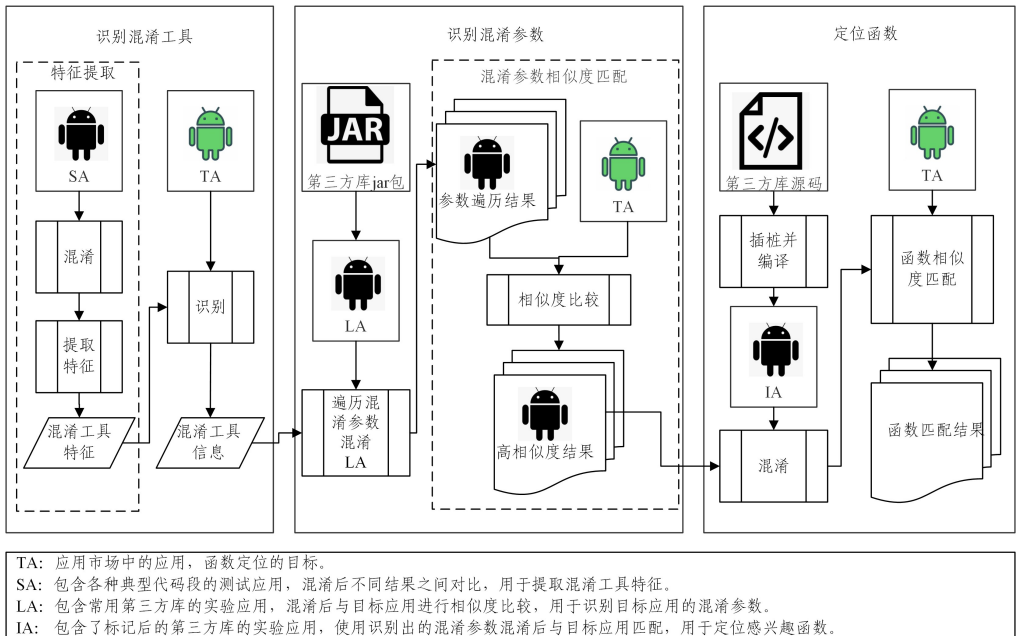 识别混淆工具
特征提取
SA
TA
混淆
提取
特征
混淆工具
特征
识别
混淆工具
信息
识别混淆参数
JAR
第三方库jar包
LA
遍历混
淆参数
混淆
LA
混淆参数相似度匹配
参数遍历结果
TA
相似度比较
高相似度结果
定位函数
</>
第三方库源码
插桩并
编译
IA
混淆
TA
函数相似
度匹配
函数匹配结果
TA: 应用市场中的应用，函数定位的目标。
SA: 包含各种典型代码段的测试应用，混淆后不同结果之间对比，用于提取混淆工具特征。
LA: 包含常用第三方库的实验应用，混淆后与目标应用进行相似度比较，用于识别目标应用的混淆参数。
IA: 包含了标记后的第三方库的实验应用，使用识别出的混淆参数混淆后与目标应用匹配，用于定位感兴趣函数。